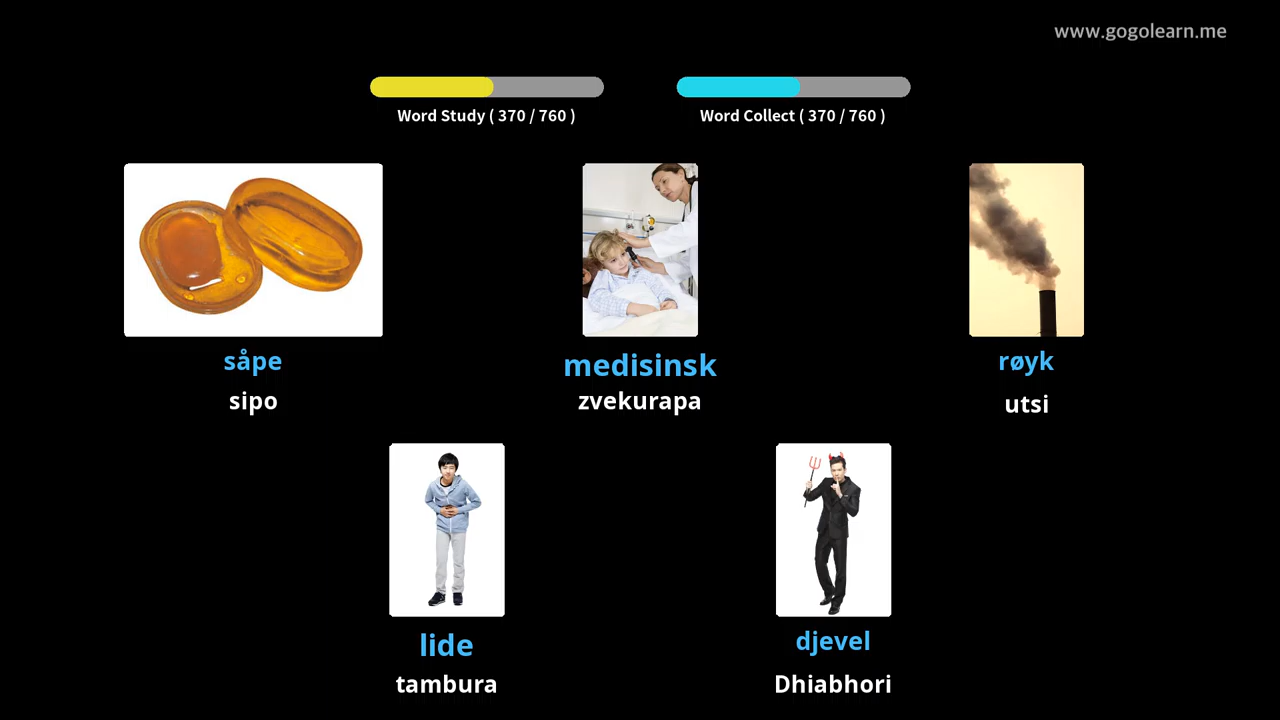 www.gogolearn.me
Word Study ( 370 / 760 )
Word Collect ( 370 / 760 )
såpe
sipo
medisinsk
zvekurapa
røyk
utsi
lide
tambura
djevel
Dhiabhori